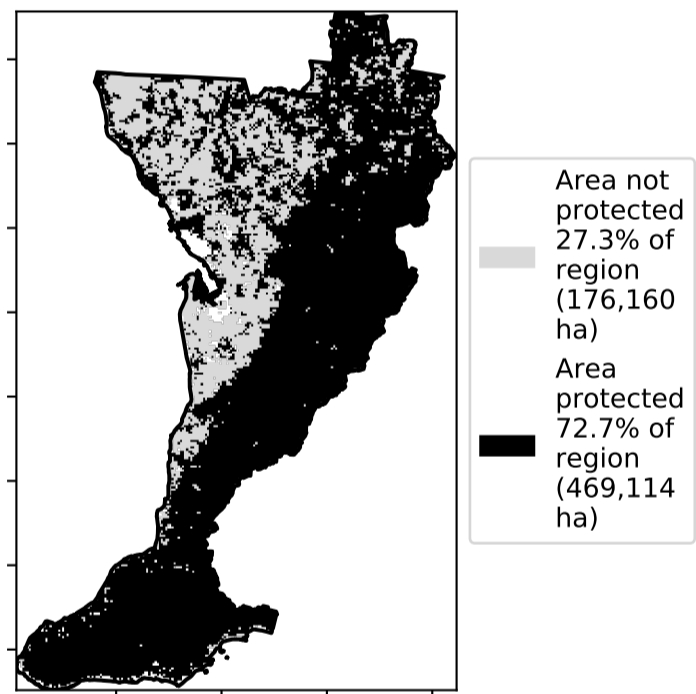 Area not
protected
27.3% of
region
(176,160
ha)
Area
protected
72.7% of
region
(469,114
ha)